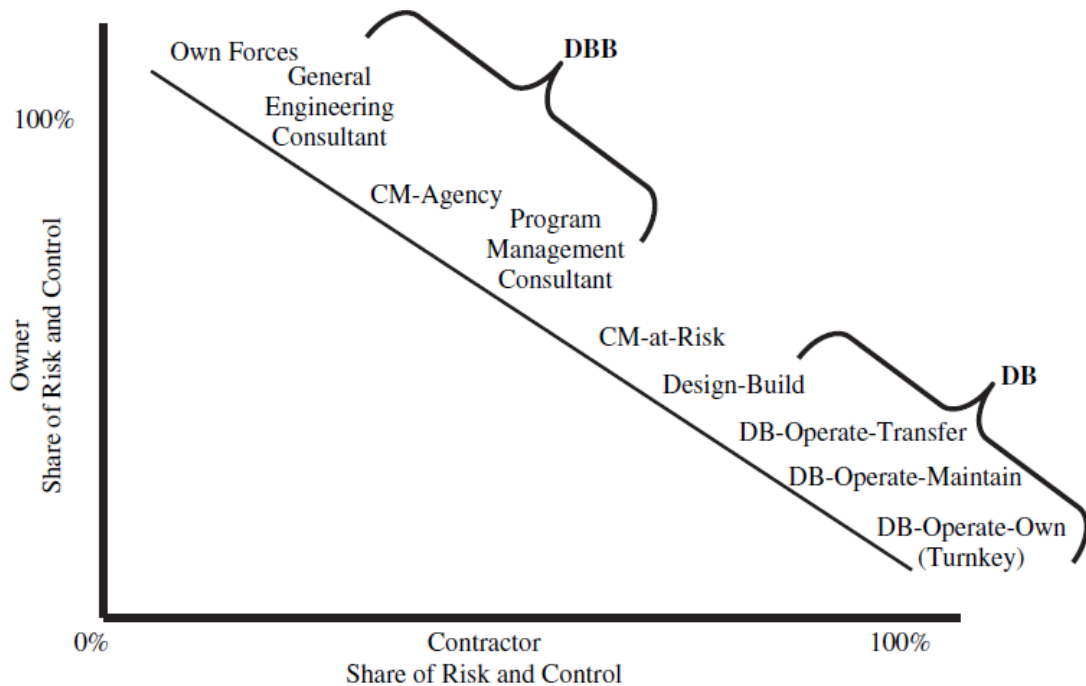 Own Forces
DBB
General
Engineering
Consultant
100%
CM-Agency
Program
Management
Consultant
Owner
Share of Risk and Control
CM-at-Risk
Design-Build
DB
DB-Operate-Transfer
DB-Operate-Maintain
DB-Operate-Own
(Turnkey)
0%
Contractor
100%
Share of Risk and Control